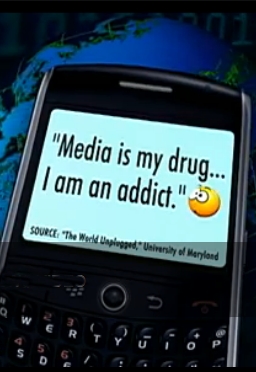 "Media is my drug...
I am an addict."
SOURCE: "The World Unplugged," University of Maryland
Q W E R T Y U I O P
S D